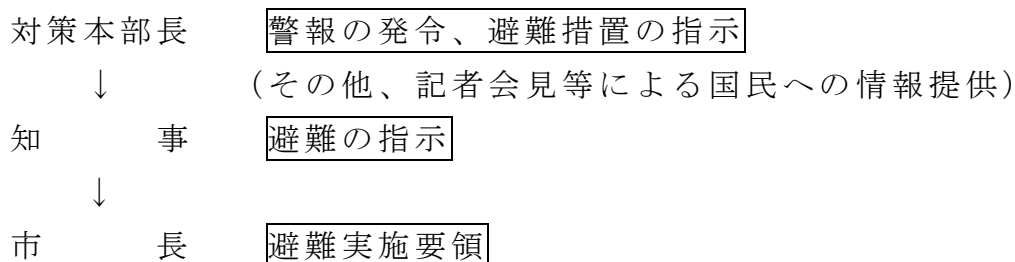 対策本部長 警報の発令、避難措置の指示
↓ (その他、記者会見等による国民への情報提供)
知事 避難の指示
↓
市長 避難実施要領